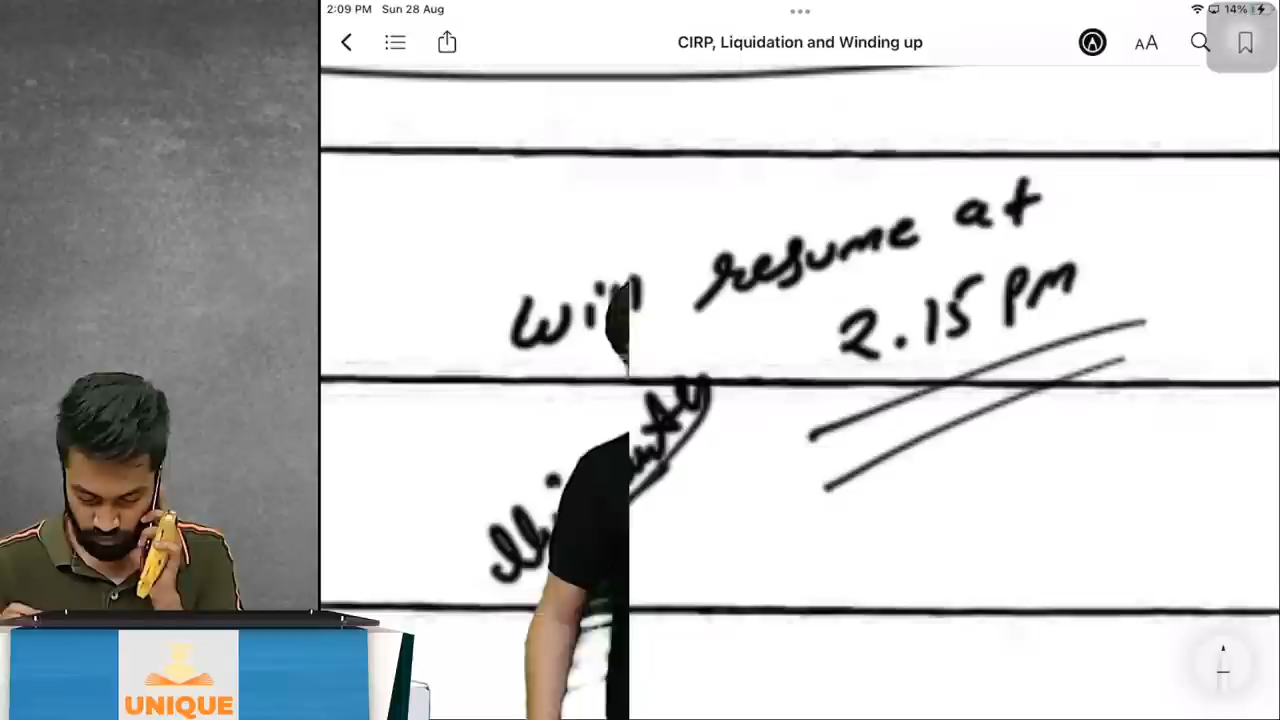 2:09 PM Sun 28 Aug
14%
CIRP, Liquidation and Winding up
AA
will resume at
2.15 PM
UNIQUE